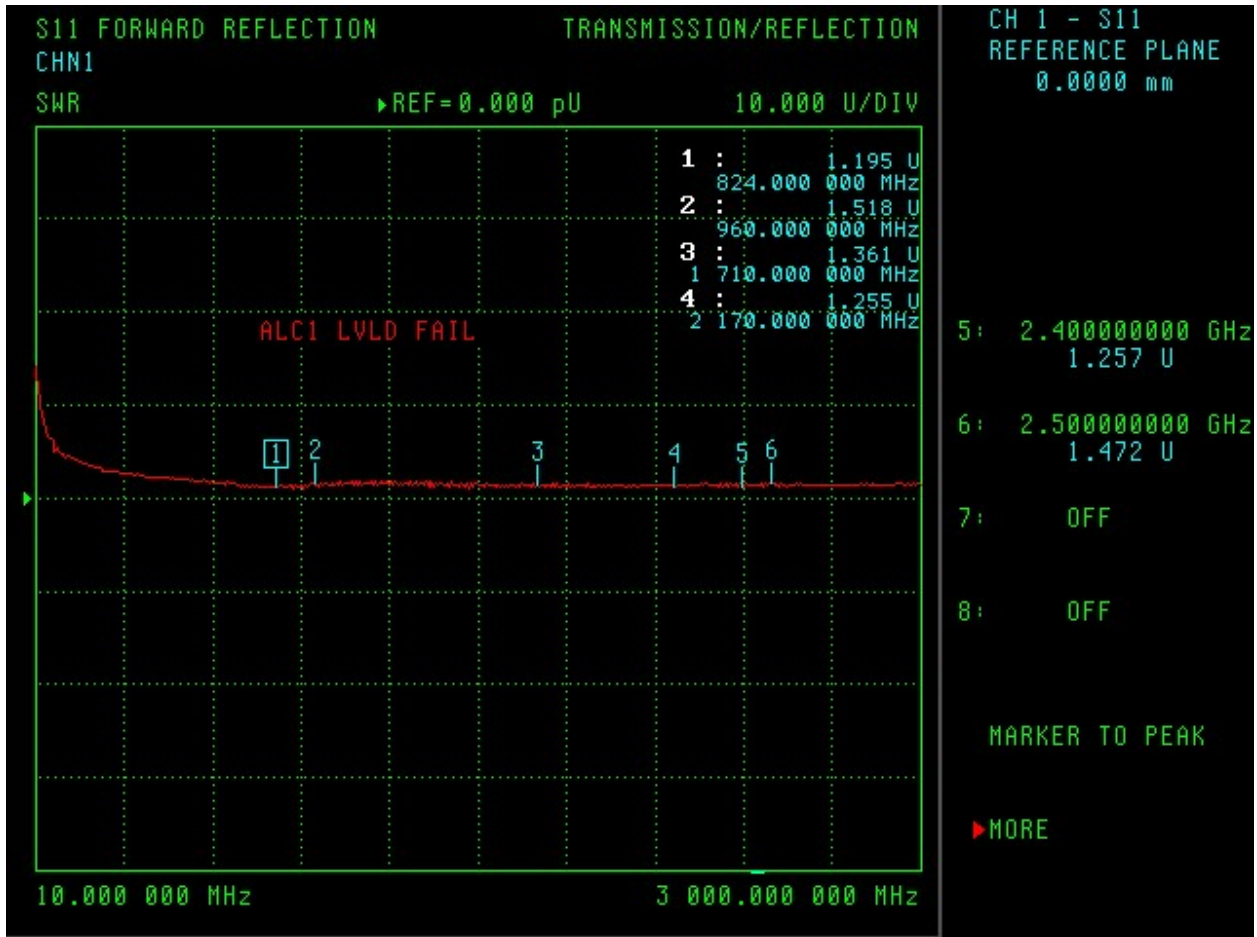 S11 FORWARD REFLECTION TRANSMISSION/REFLECTION
CHN1
SWR ▶REF=0.000 pU 10.000 U/DIV
1 : 1.195 U
824.000 000 MHz
2 : 1.518 U
960.000 000 MHz
3 : 1.361 U
1 710.000 000 MHz
4 : 1.255 U
2 170.000 000 MHz
ALC1 LVLD FAIL
1 2 3 4 5 6
10.000 000 MHz 3 000.000 000 MHz
CH 1 - S11
REFERENCE PLANE
0.0000 mm
5: 2.400000000 GHz
1.257 U
6: 2.500000000 GHz
1.472 U
7: OFF
8: OFF
MARKER TO PEAK
▶MORE